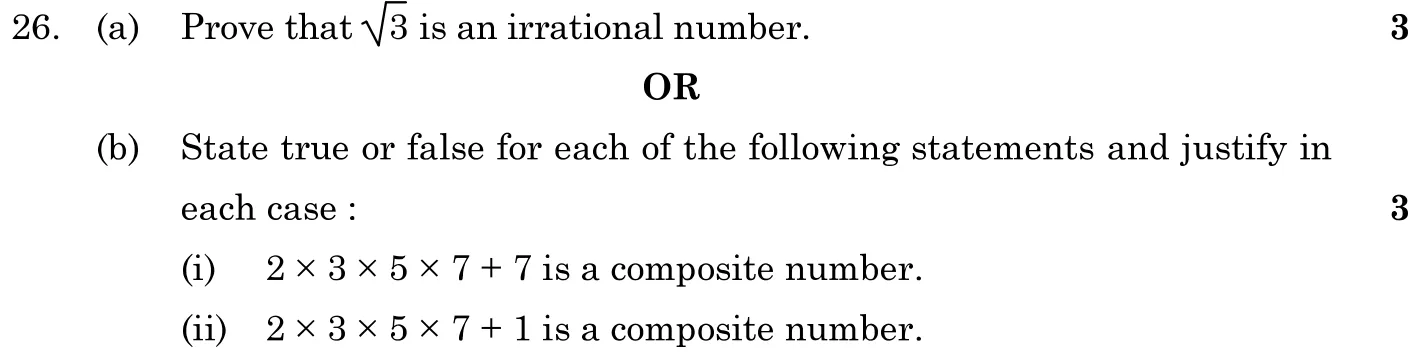 26. (a) Prove that √3 is an irrational number. 3
OR
(b) State true or false for each of the following statements and justify in
each case : 3
(i) 2 × 3 × 5 × 7 + 7 is a composite number.
(ii) 2 × 3 × 5 × 7 + 1 is a composite number.